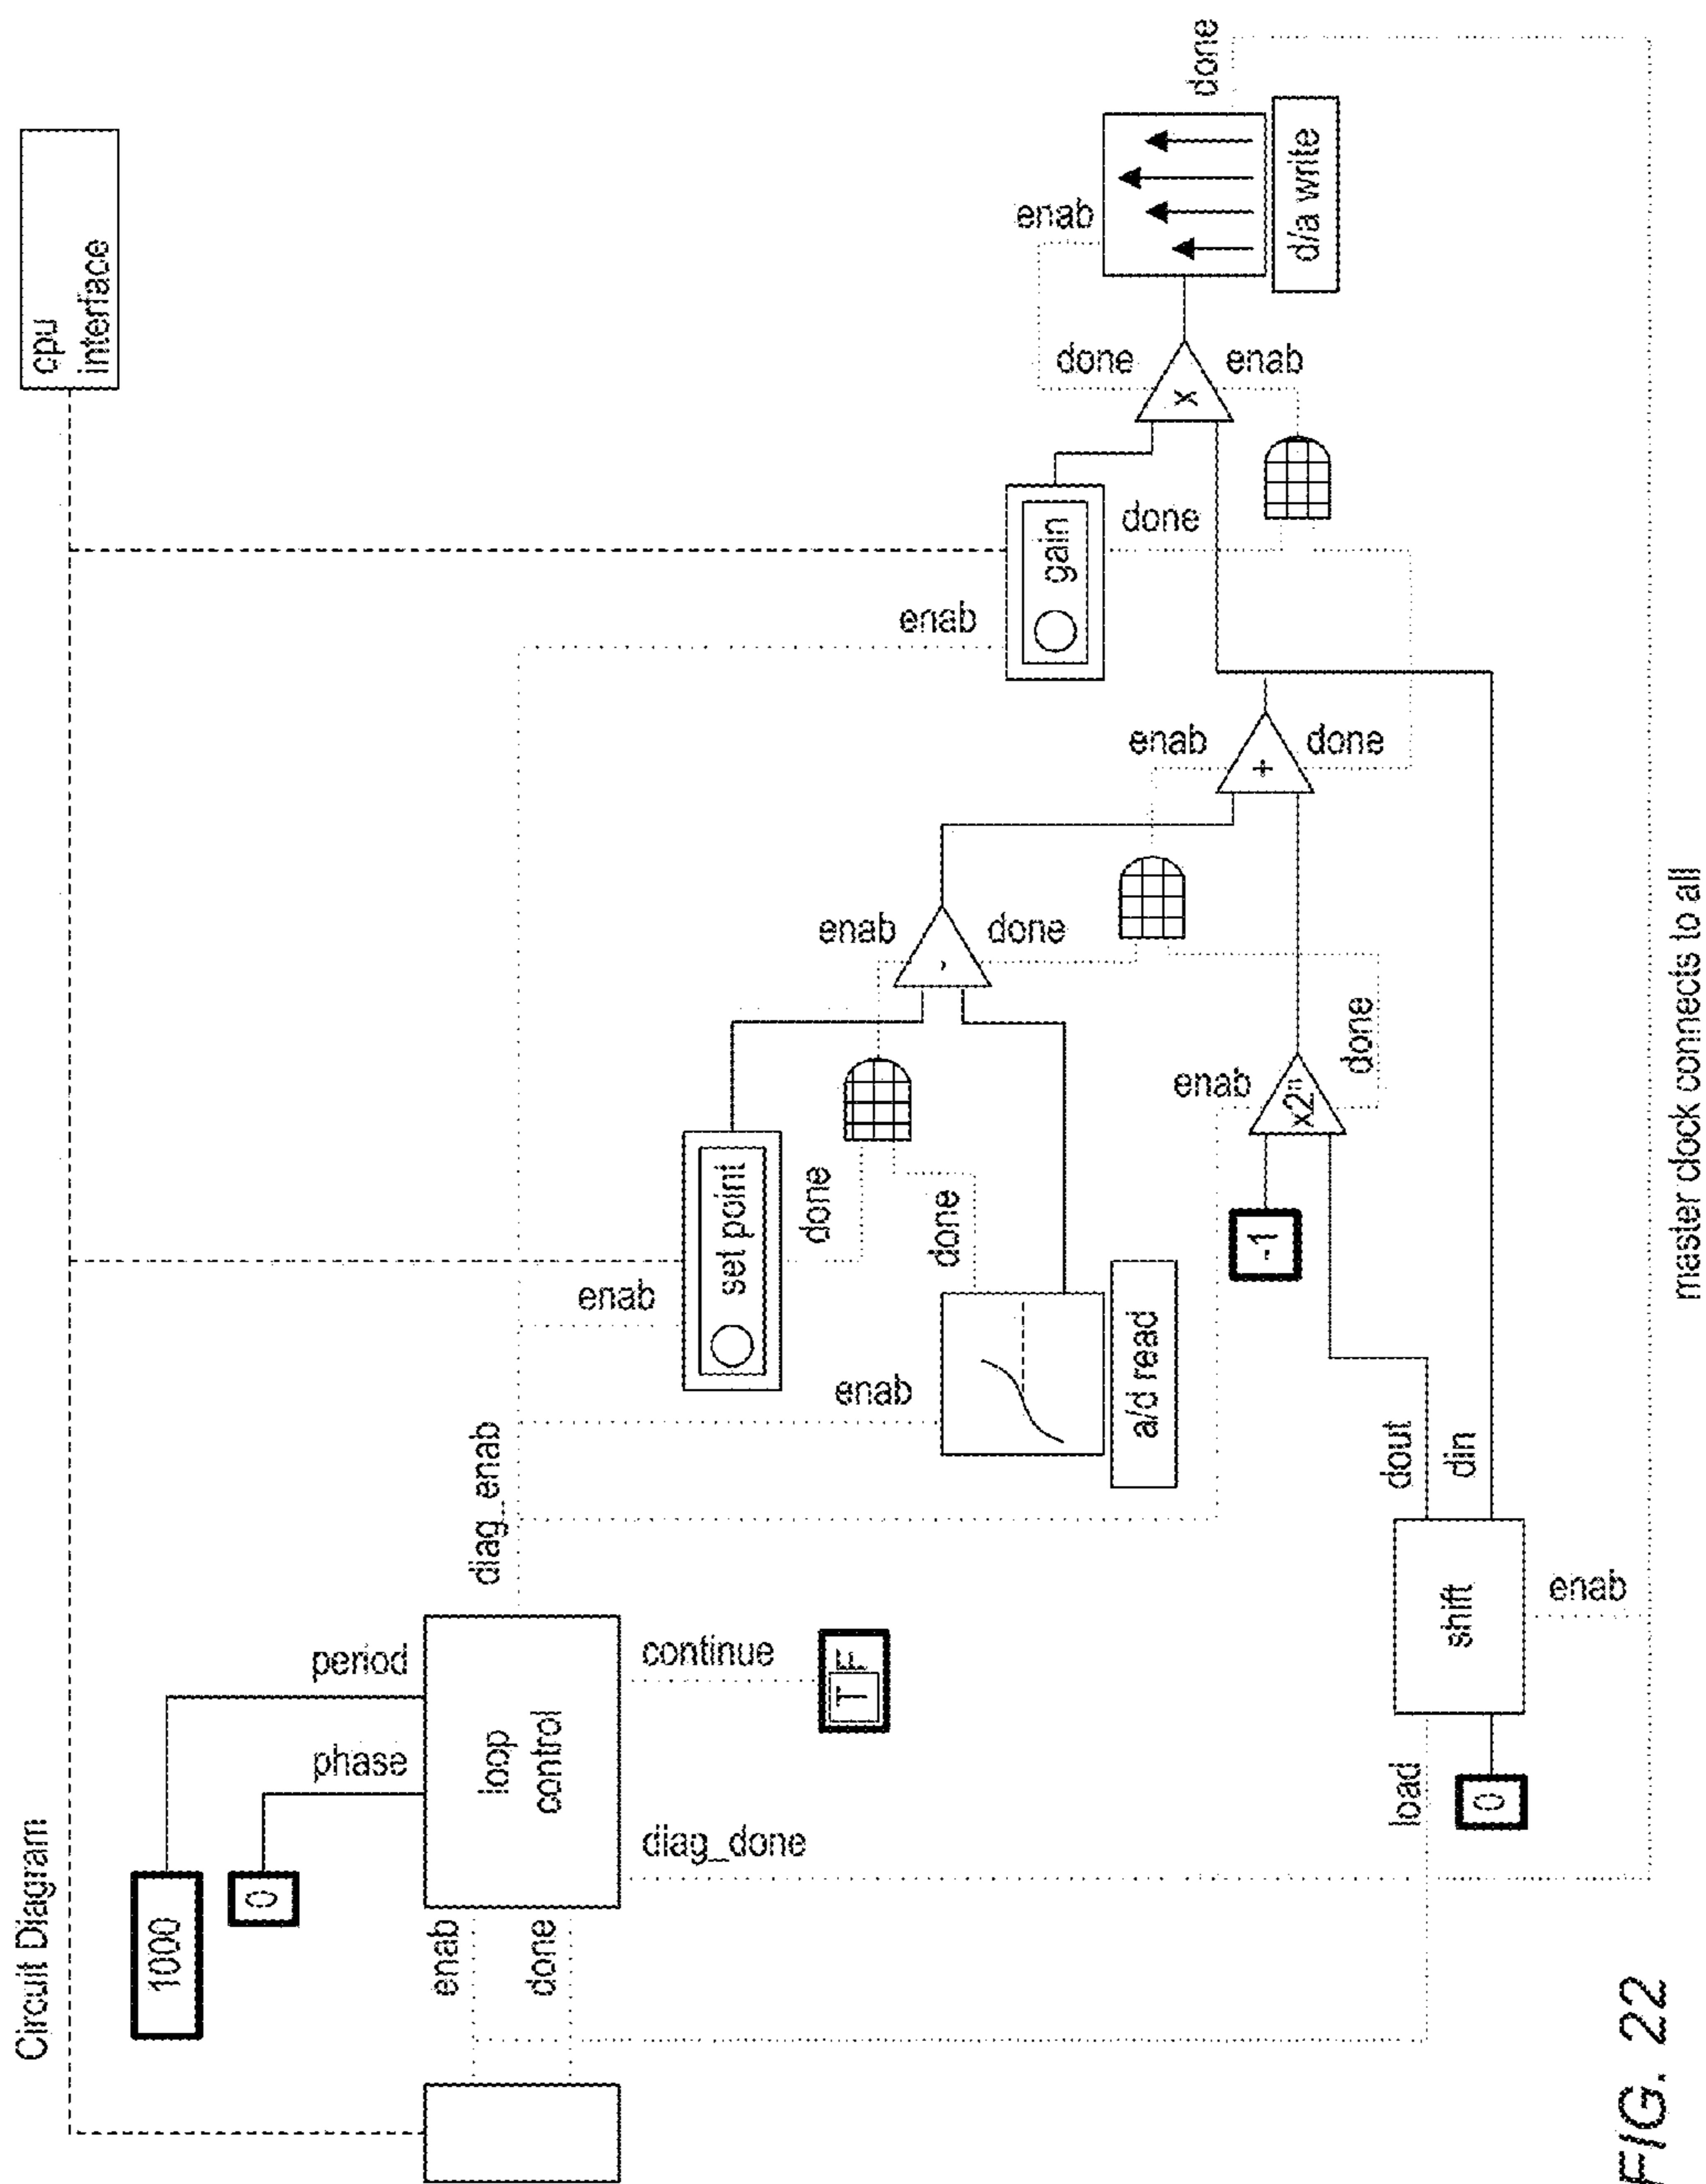 Circuit Diagram
cpu
interface
1000
0
phase
period
enab
done
loop
control
diag_enab
diag_done
continue
T F
enab
set point
done
enab
a/d read
done
enab
done
enab
gain
done
-1
enab
x2ⁿ
done
enab
+
done
done
x
enab
enab
d/a write
done
load
0
shift
dout
din
enab
master clock connects to all
FIG. 22